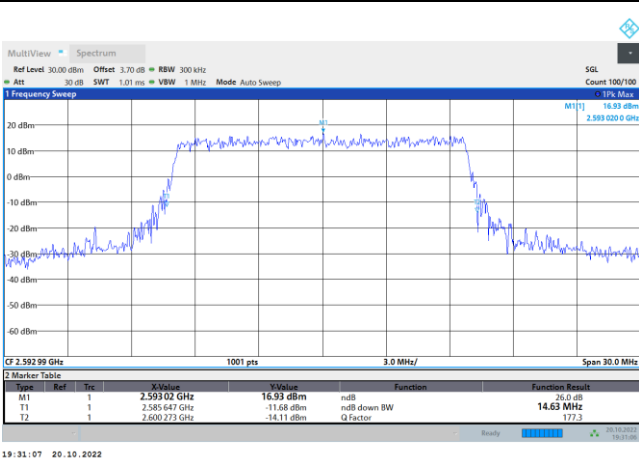 MultiView Spectrum
Ref Level 30.00 dBm Offset 3.70 dB RBW 300 kHz SGL
Att 30 dB SWT 1.01 ms VBW 1 MHz Mode Auto Sweep Count 100/100
1 Frequency Sweep 1Pk Max
M1[1] 16.93 dBm
2.593 020 0 GHz
M1
20 dBm
10 dBm
0 dBm
-10 dBm
-20 dBm
-30 dBm
-40 dBm
-50 dBm
-60 dBm
CF 2.592 99 GHz 1001 pts 3.0 MHz/ Span 30.0 MHz
2 Marker Table
Type Ref Trc X-Value Y-Value Function Function Result
M1 1 2.593 02 GHz 16.93 dBm ndB 26.0 dB
T1 1 2.585 647 GHz -11.68 dBm ndB down BW 14.63 MHz
T2 1 2.600 273 GHz -14.11 dBm Q Factor 177.3
Ready 20.10.2022
19:31:06
19:31:07 20.10.2022